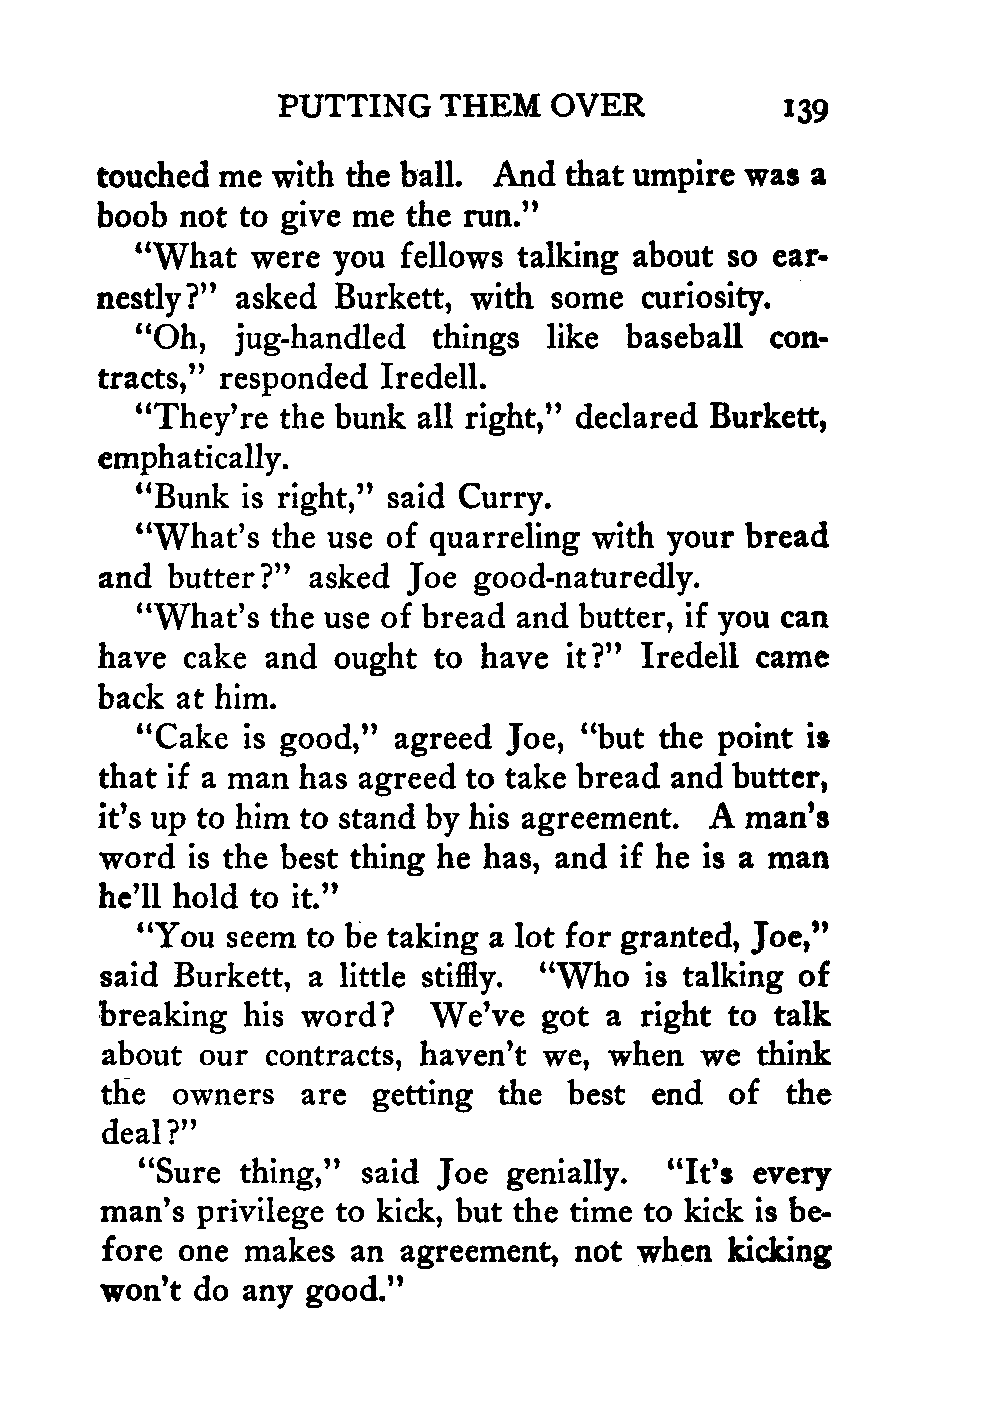 PUTTING THEM OVER 139
touched me with the ball. And that umpire was a
boob not to give me the run."
"What were you fellows talking about so ear-
nestly?" asked Burkett, with some curiosity.
"Oh, jug-handled things like baseball con-
tracts," responded Iredell.
"They're the bunk all right," declared Burkett,
emphatically.
"Bunk is right," said Curry.
"What's the use of quarreling with your bread
and butter?" asked Joe good-naturedly.
"What's the use of bread and butter, if you can
have cake and ought to have it?" Iredell came
back at him.
"Cake is good," agreed Joe, "but the point is
that if a man has agreed to take bread and butter,
it's up to him to stand by his agreement. A man's
word is the best thing he has, and if he is a man
he'll hold to it."
"You seem to be taking a lot for granted, Joe,"
said Burkett, a little stiffly. "Who is talking of
breaking his word? We've got a right to talk
about our contracts, haven't we, when we think
the owners are getting the best end of the
deal?"
"Sure thing," said Joe genially. "It's every
man's privilege to kick, but the time to kick is be-
fore one makes an agreement, not when kicking
won't do any good."